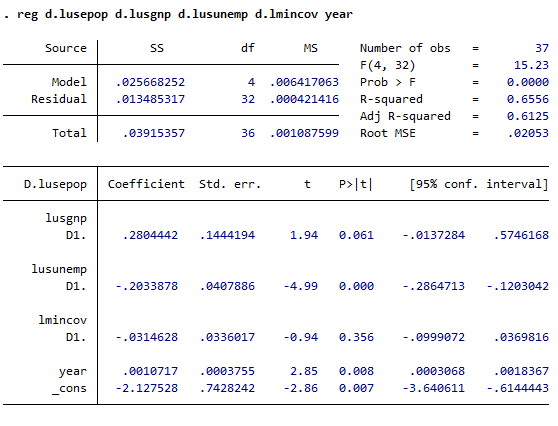 . reg d.lusepop d.lusgnp d.lusunemp d.lmincov year
Source SS df MS Number of obs = 37
F(4, 32) = 15.23
Model .025668252 4 .006417063 Prob > F = 0.0000
Residual .013485317 32 .000421416 R-squared = 0.6556
Adj R-squared = 0.6125
Total .03915357 36 .001087599 Root MSE = .02053
D.lusepop Coefficient Std. err. t P>|t| [95% conf. interval]
lusgnp
D1. .2804442 .1444194 1.94 0.061 -.0137284 .5746168
lusunemp
D1. -.2033878 .0407886 -4.99 0.000 -.2864713 -.1203042
lmincov
D1. -.0314628 .0336017 -0.94 0.356 -.0999072 .0369816
year .0010717 .0003755 2.85 0.008 .0003068 .0018367
_cons -2.127528 .7428242 -2.86 0.007 -3.640611 -.6144443